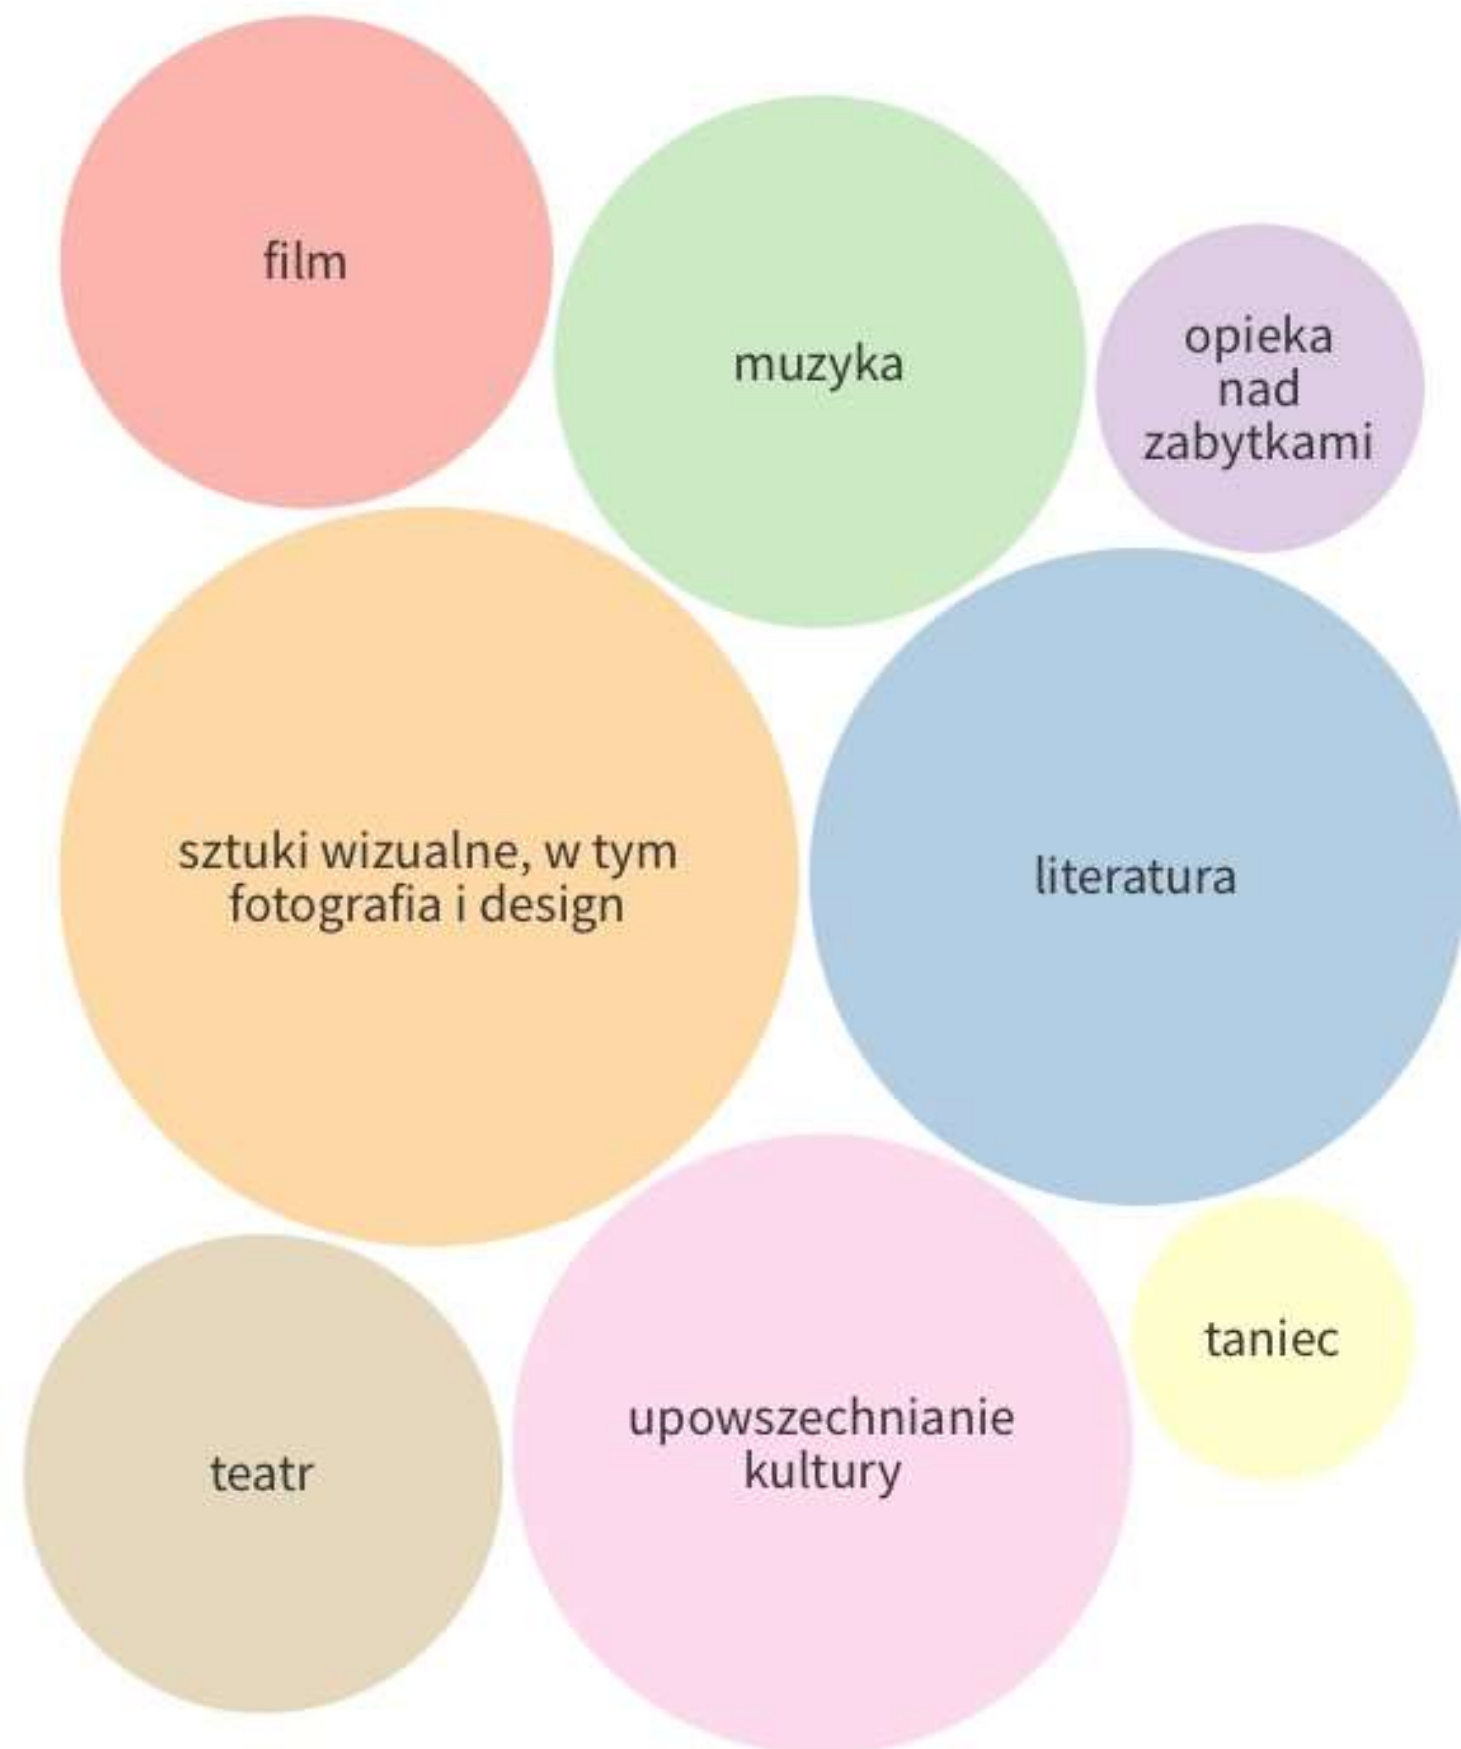 film
muzyka
opieka
nad
zabytkami
sztuki wizualne, w tym
fotografia i design
literatura
teatr
upowszechnianie
kultury
taniec